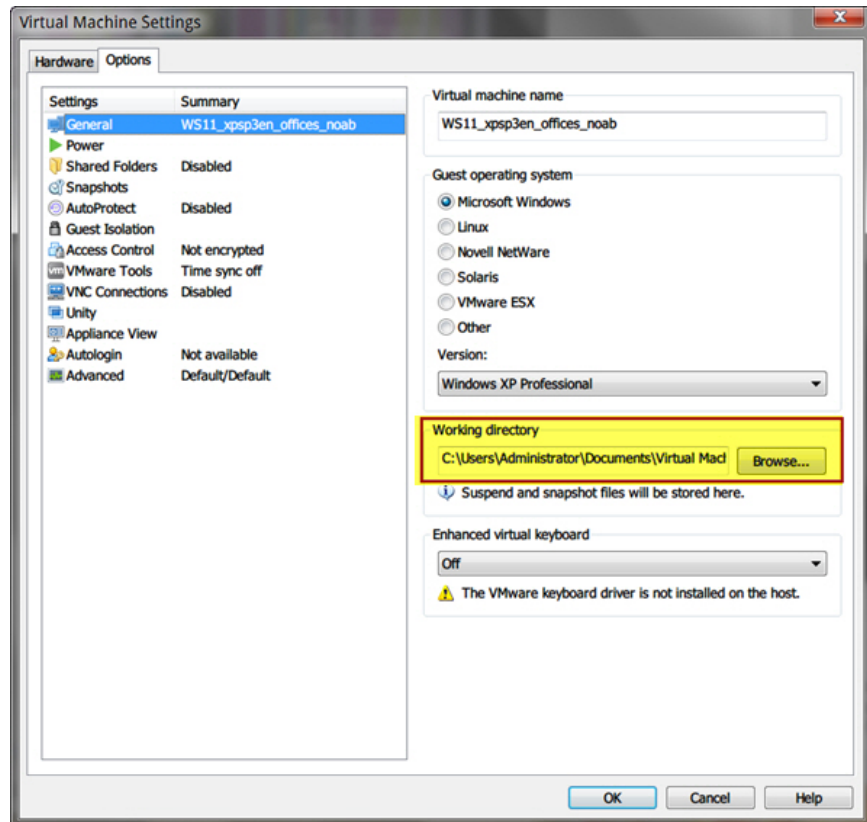 Virtual Machine Settings
Hardware Options
Settings Summary
General WS11_xpsp3en_offices_noab
Power
Shared Folders Disabled
Snapshots
AutoProtect Disabled
Guest Isolation
Access Control Not encrypted
VMware Tools Time sync off
VNC Connections Disabled
Unity
Appliance View
Autologin Not available
Advanced Default/Default
Virtual machine name
WS11_xpsp3en_offices_noab
Guest operating system
Microsoft Windows
Linux
Novell NetWare
Solaris
VMware ESX
Other
Version:
Windows XP Professional
Working directory
C:\Users\Administrator\Documents\Virtual Macl Browse...
Suspend and snapshot files will be stored here.
Enhanced virtual keyboard
Off
The VMware keyboard driver is not installed on the host.
OK Cancel Help